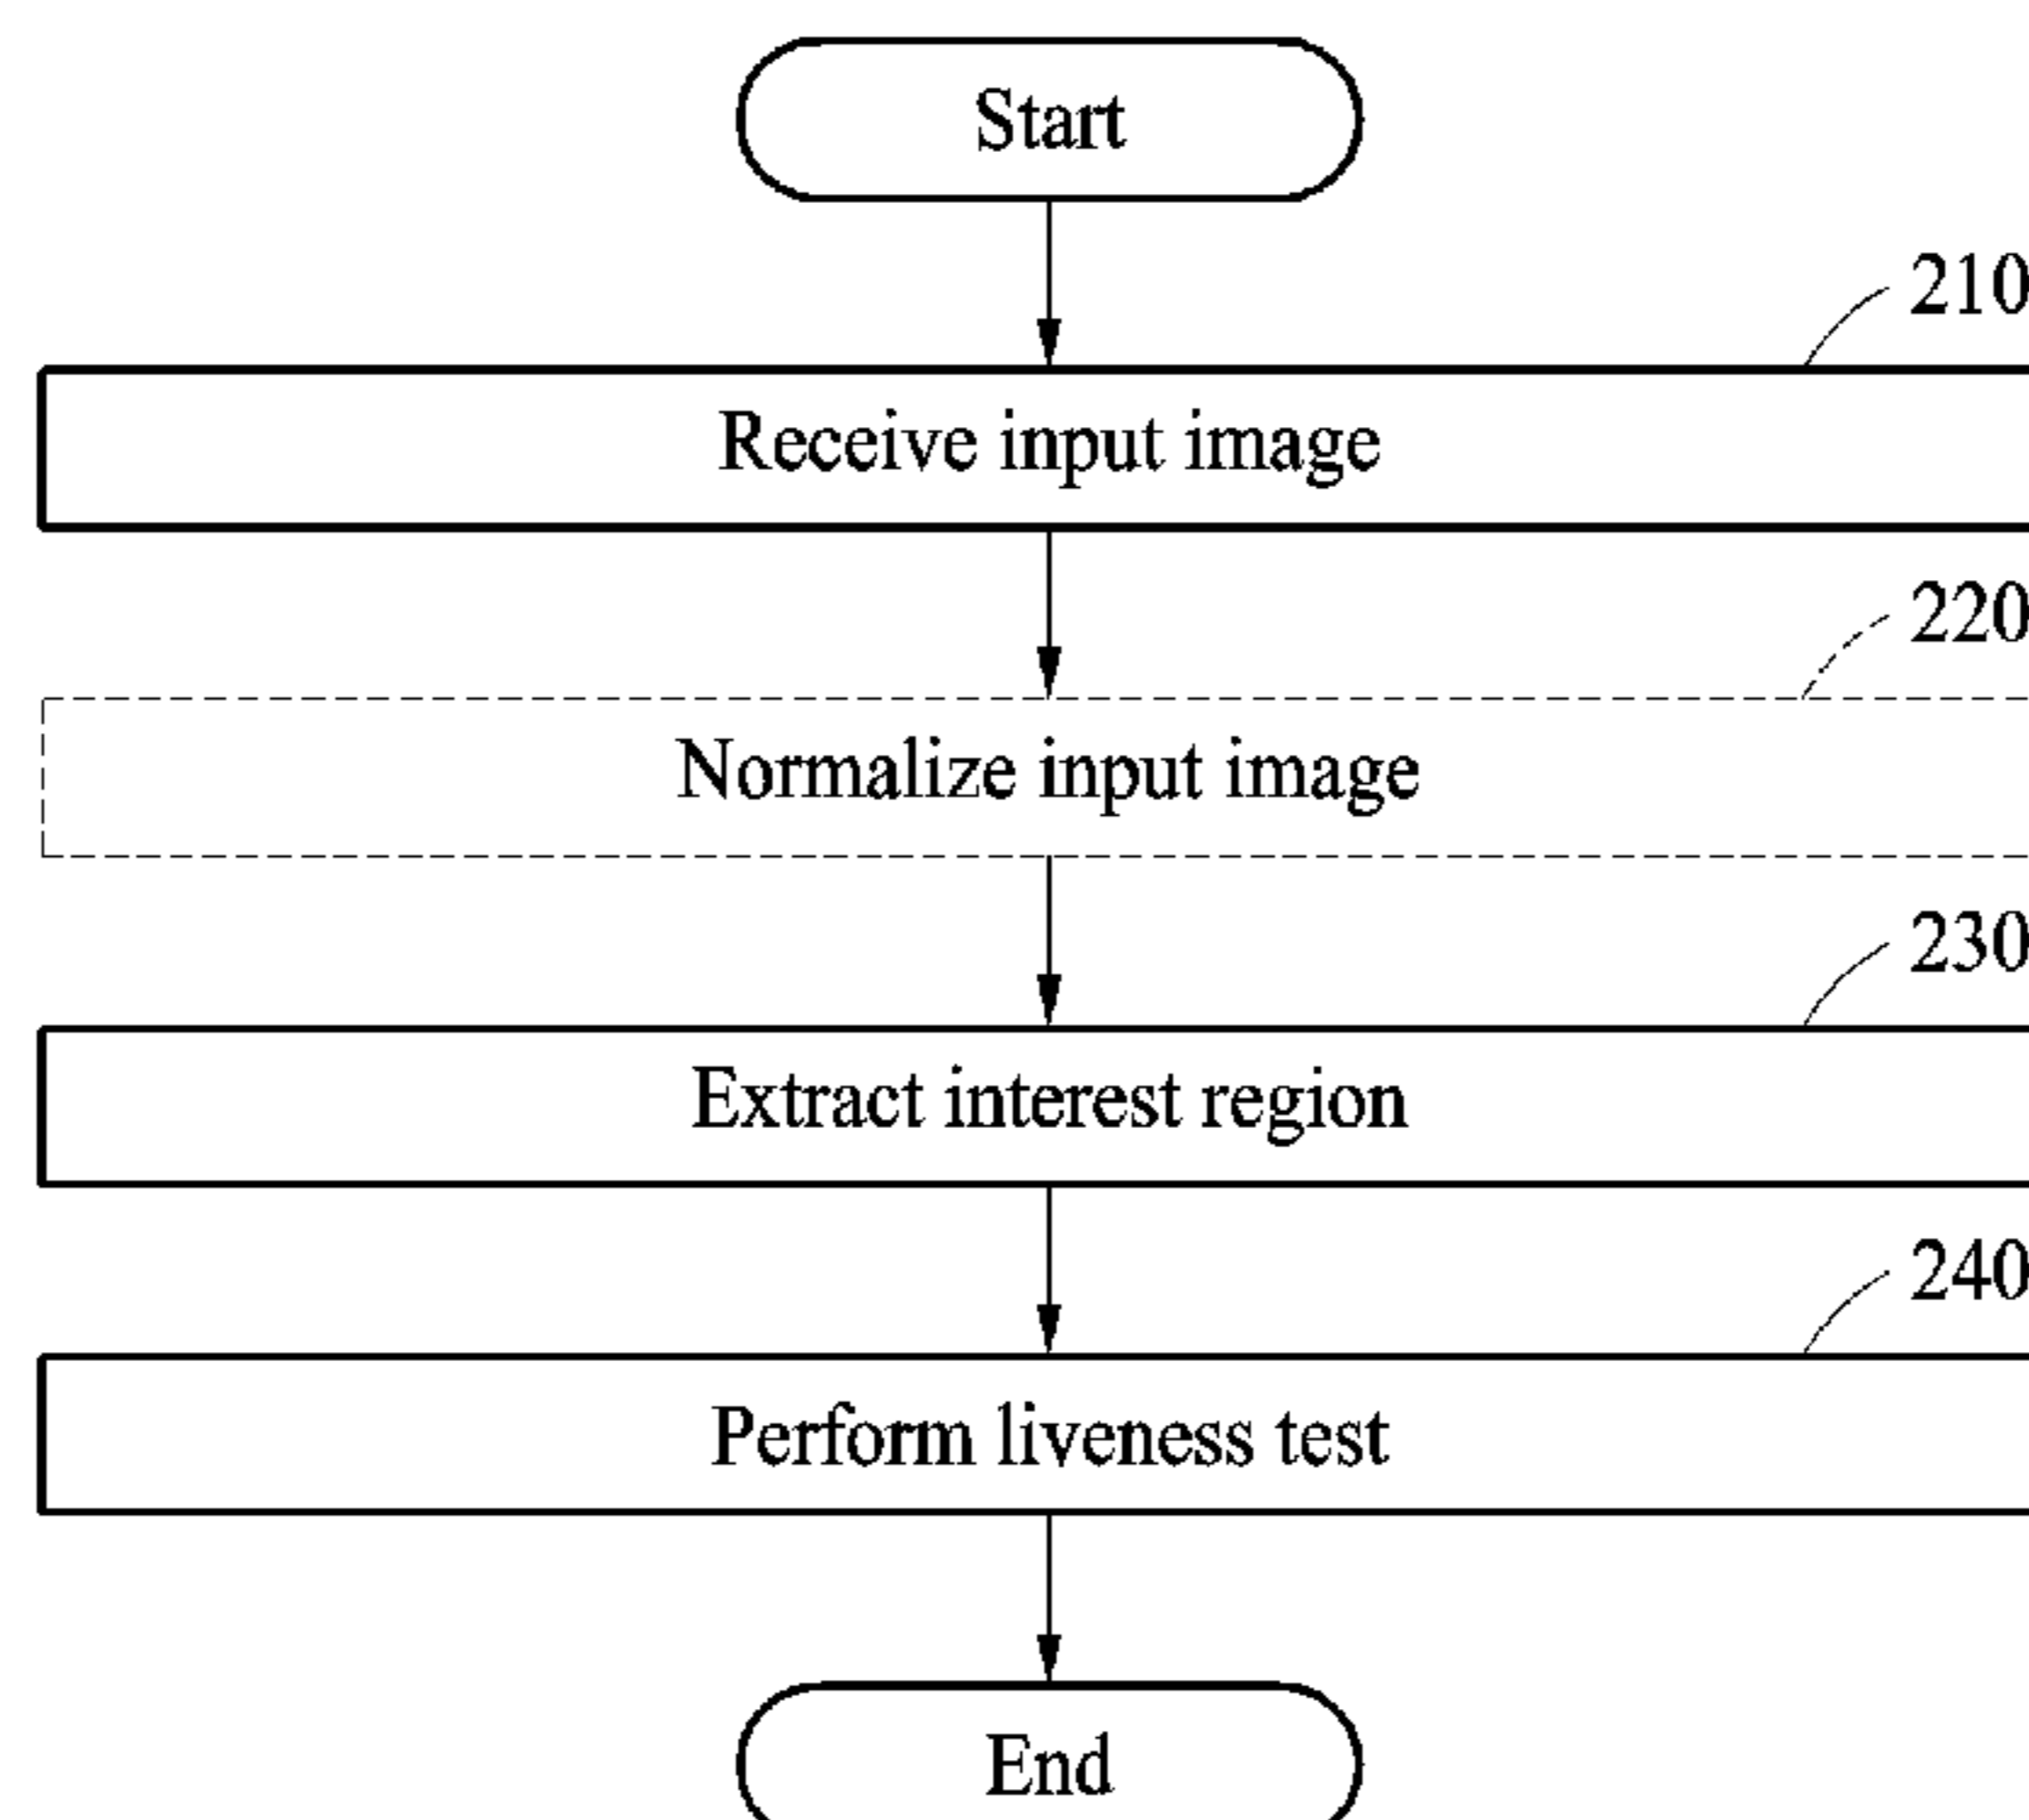 Start
210
Receive input image
220
Normalize input image
230
Extract interest region
240
Perform liveness test
End